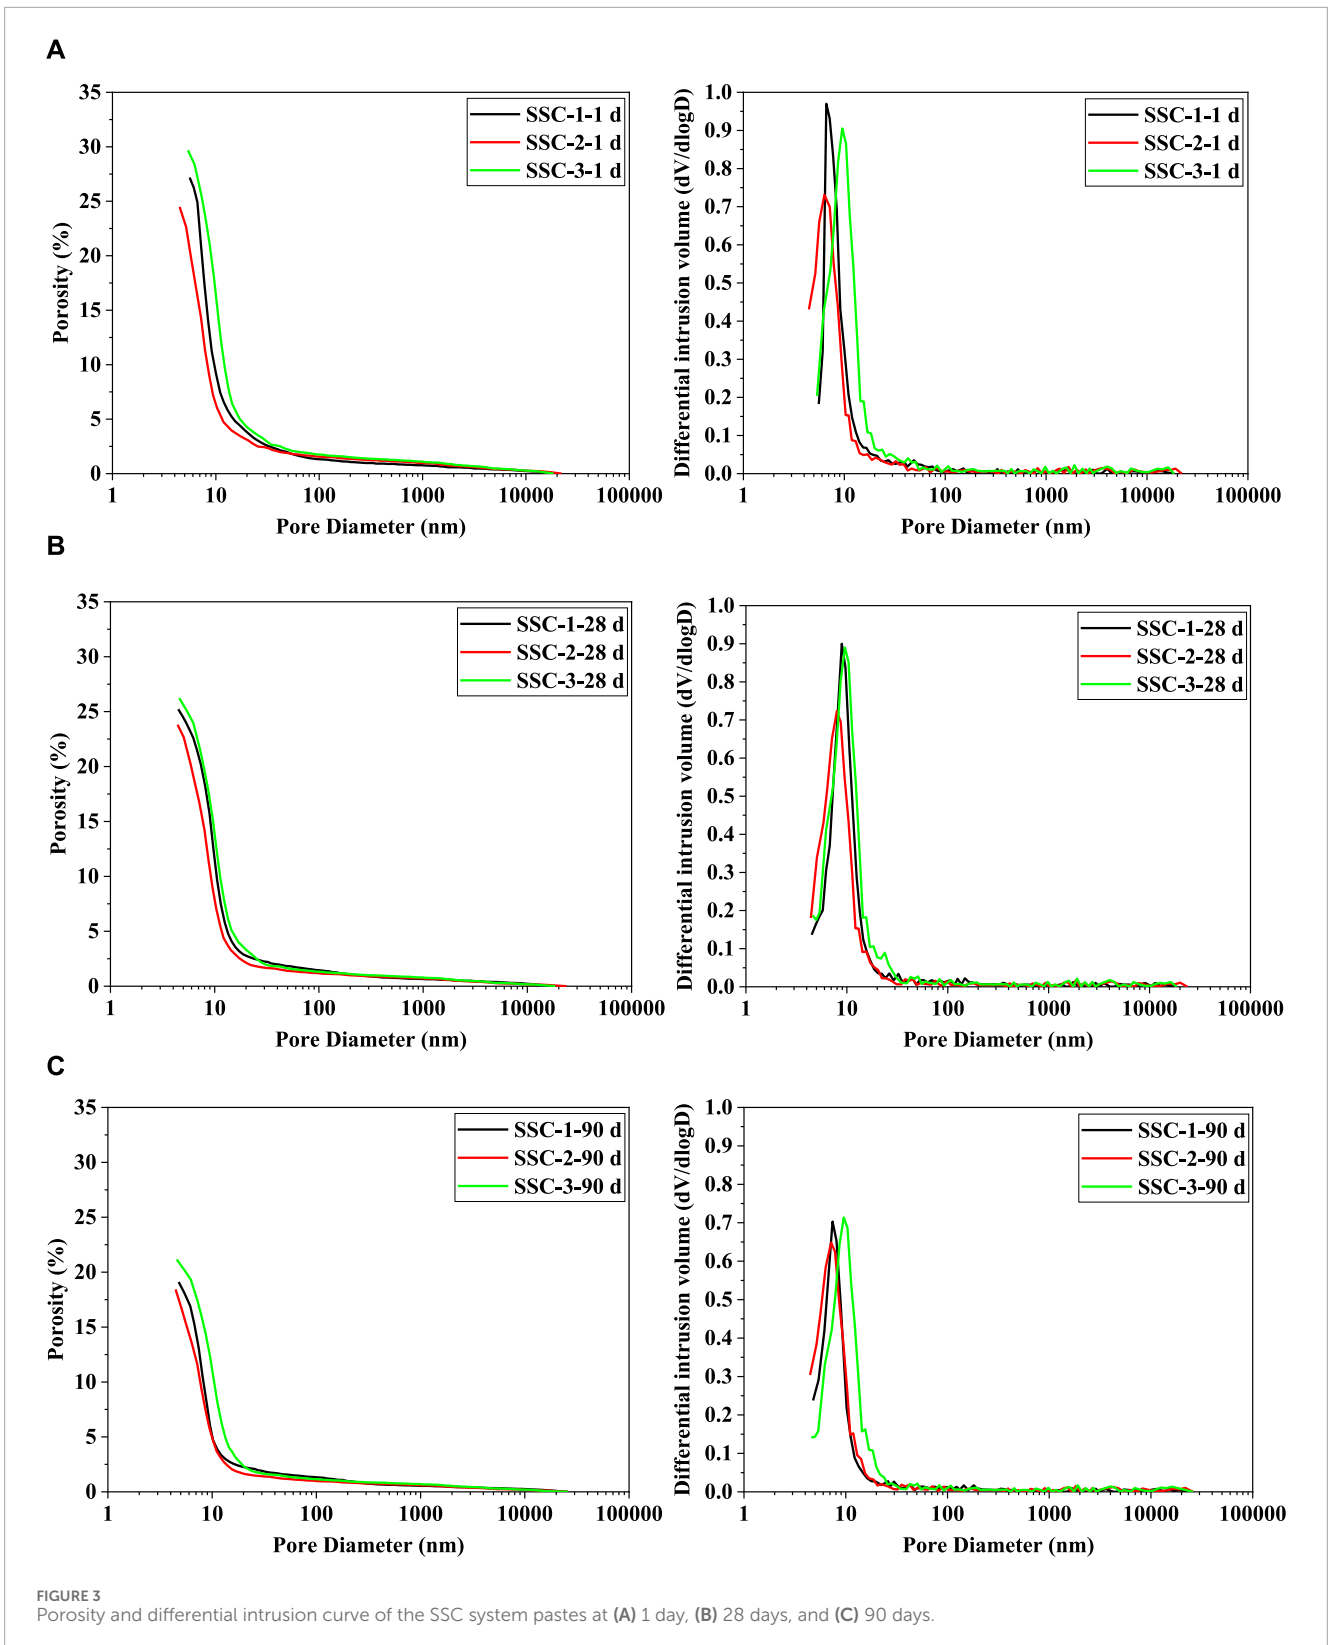 A
35
30
25
20
15
10
5
0
Porosity (%)
1 10 100 1000 10000 100000
Pore Diameter (nm)
SSC-1-1 d
SSC-2-1 d
SSC-3-1 d
1.0
0.9
0.8
0.7
0.6
0.5
0.4
0.3
0.2
0.1
0.0
Differential intrusion volume (dV/dlogD)
1 10 100 1000 10000 100000
Pore Diameter (nm)
SSC-1-1 d
SSC-2-1 d
SSC-3-1 d
B
35
30
25
20
15
10
5
0
Porosity (%)
1 10 100 1000 10000 100000
Pore Diameter (nm)
SSC-1-28 d
SSC-2-28 d
SSC-3-28 d
1.0
0.9
0.8
0.7
0.6
0.5
0.4
0.3
0.2
0.1
0.0
Differential intrusion volume (dV/dlogD)
1 10 100 1000 10000 100000
Pore Diameter (nm)
SSC-1-28 d
SSC-2-28 d
SSC-3-28 d
C
35
30
25
20
15
10
5
0
Porosity (%)
1 10 100 1000 10000 100000
Pore Diameter (nm)
SSC-1-90 d
SSC-2-90 d
SSC-3-90 d
1.0
0.9
0.8
0.7
0.6
0.5
0.4
0.3
0.2
0.1
0.0
Differential intrusion volume (dV/dlogD)
1 10 100 1000 10000 100000
Pore Diameter (nm)
SSC-1-90 d
SSC-2-90 d
SSC-3-90 d
FIGURE 3
Porosity and differential intrusion curve of the SSC system pastes at (A) 1 day, (B) 28 days, and (C) 90 days.